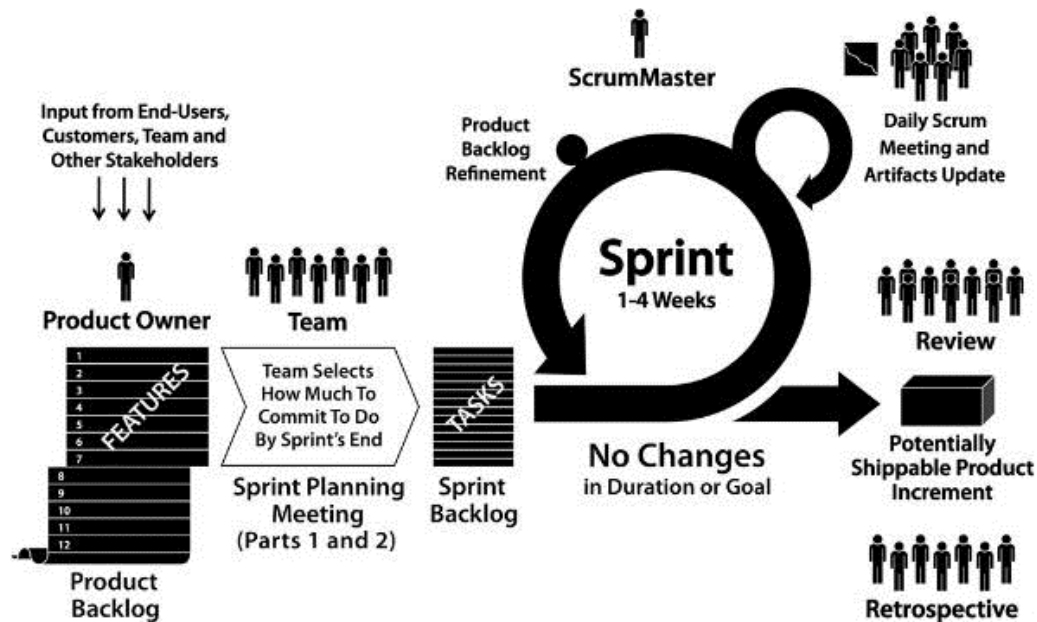 Input from End-Users,
Customers, Team and
Other Stakeholders
Product Owner
1
2
3
4
5
6
7
8
9
10
11
12
FEATURES
Product
Backlog
Team
Team Selects
How Much To
Commit To Do
By Sprint's End
Sprint Planning
Meeting
(Parts 1 and 2)
TASKS
Sprint
Backlog
ScrumMaster
Product
Backlog
Refinement
Sprint
1-4 Weeks
No Changes
in Duration or Goal
Daily Scrum
Meeting and
Artifacts Update
Review
Potentially
Shippable Product
Increment
Retrospective